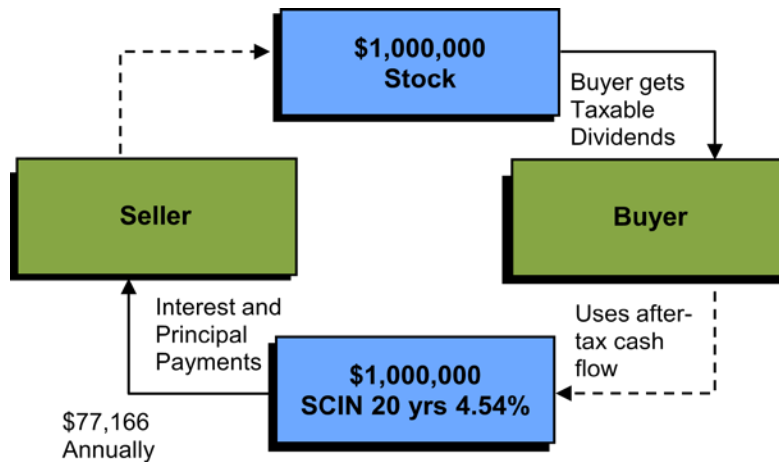 $1,000,000
Stock
Buyer gets
Taxable
Dividends
Seller
Buyer
Interest and
Principal
Payments
Uses after-
tax cash
flow
$1,000,000
SCIN 20 yrs 4.54%
$77,166
Annually